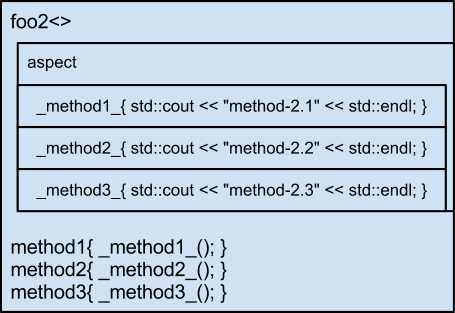 foo2<>
aspect
_method1_{ std::cout << "method-2.1" << std::endl; }
_method2_{ std::cout << "method-2.2" << std::endl; }
_method3_{ std::cout << "method-2.3" << std::endl; }
method1{ _method1_(); }
method2{ _method2_(); }
method3{ _method3_(); }